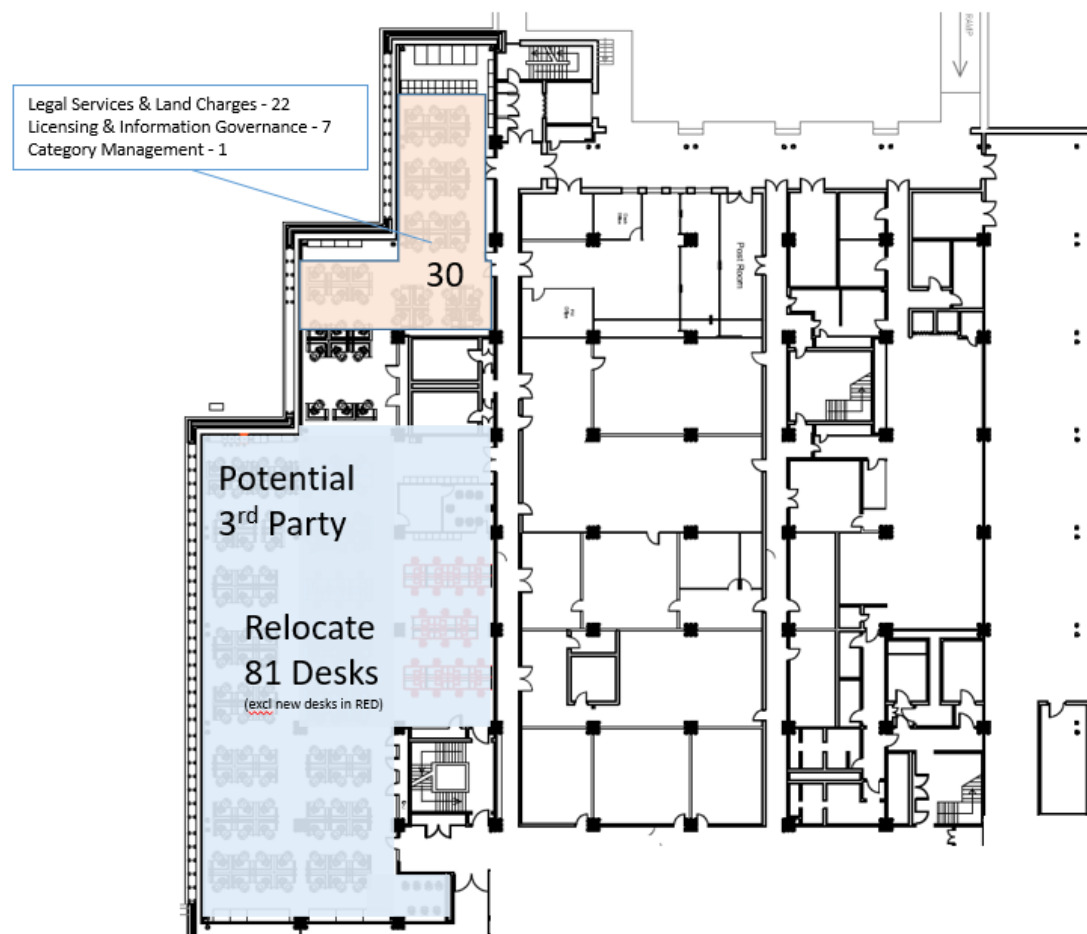 RAMP
Legal Services & Land Charges - 22
Licensing & Information Governance - 7
Category Management - 1
30
Post Room
Potential
3rd Party
Relocate
81 Desks
(excl new desks in RED)